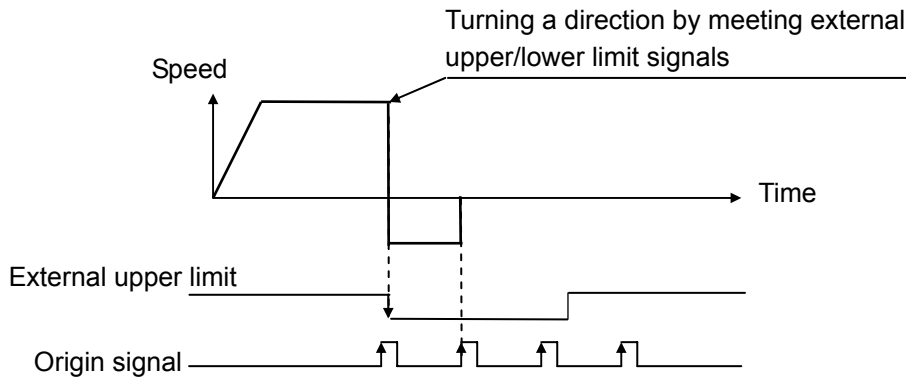 Turning a direction by meeting external
upper/lower limit signals
Speed
Time
External upper limit
Origin signal